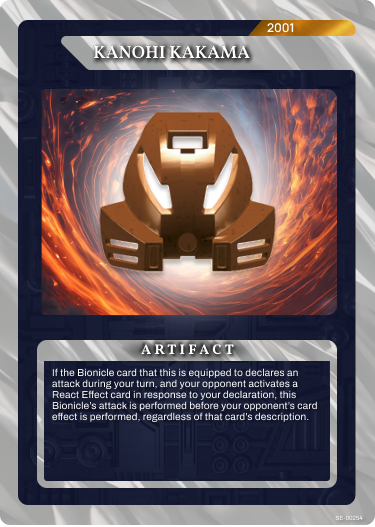 2001
KANOHI KAKAMA
ARTIFACT
If the Bionicle card that this is equipped to declares an
attack during your turn, and your opponent activates a
React Effect card in response to your declaration, this
Bionicle's attack is performed before your opponent's card
effect is performed, regardless of that card's description.
SE-00254